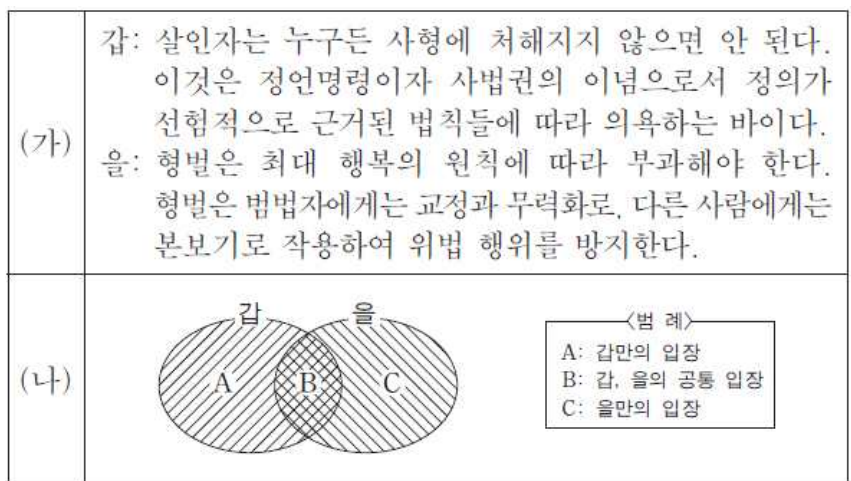 (가)
갑: 살인자는 누구든 사형에 처해지지 않으면 안 된다.
이것은 정언명령이자 사법권의 이념으로서 정의가
선험적으로 근거된 법칙들에 따라 의욕하는 바이다.
을: 형벌은 최대 행복의 원칙에 따라 부과해야 한다.
형벌은 범법자에게는 교정과 무력화로, 다른 사람에게는
본보기로 작용하여 위법 행위를 방지한다.
(나)
갑 을
A B C
<범 례>
A: 갑만의 입장
B: 갑, 을의 공통 입장
C: 을만의 입장